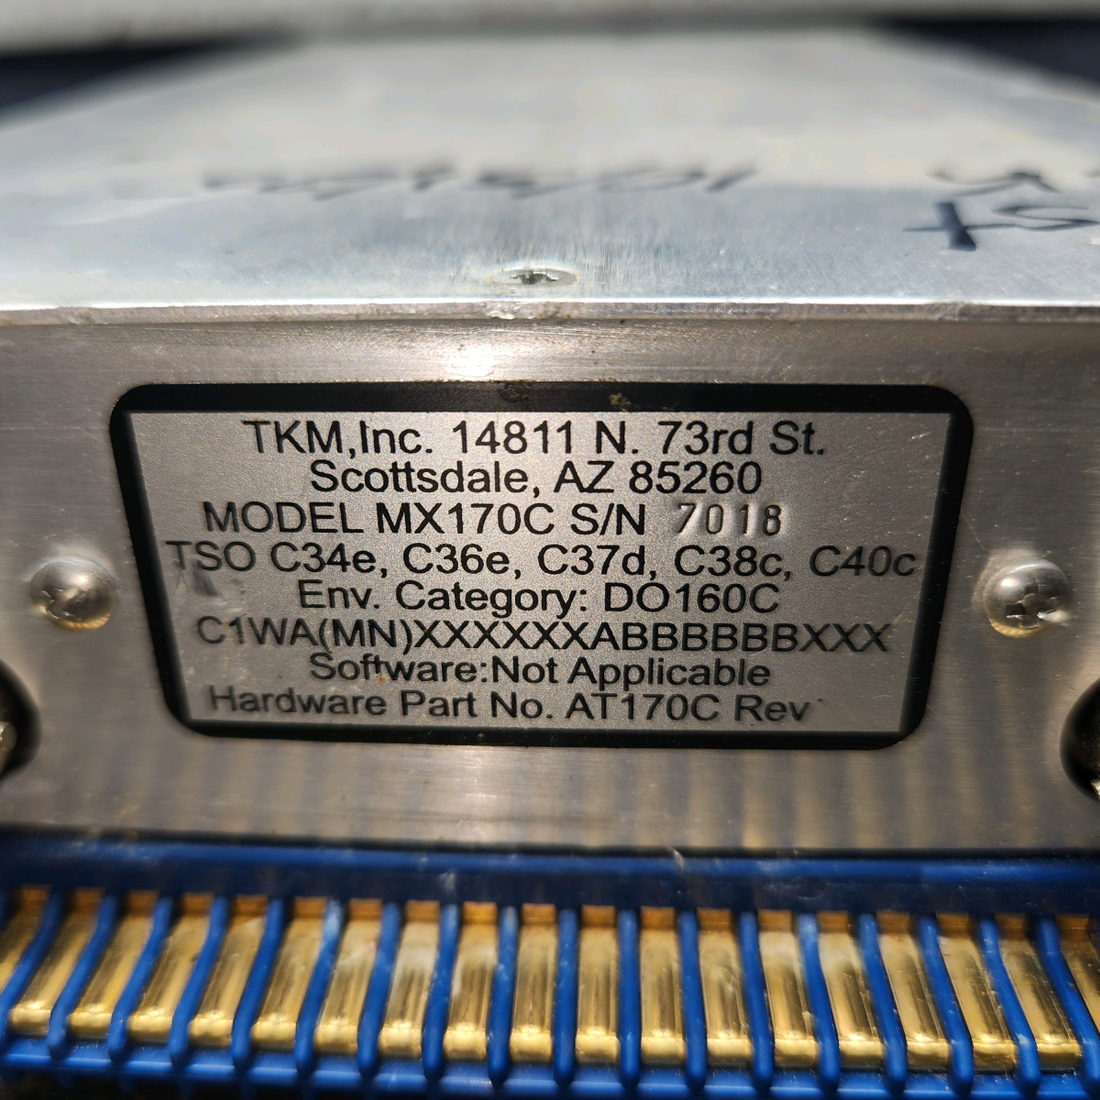 TKM,Inc. 14811 N. 73rd St.
Scottsdale, AZ 85260
MODEL MX170C S/N 7018
TSO C34e, C36e, C37d, C38c, C40c
Env. Category: DO160C
C1WA(MN)XXXXXXABBBBBBXXX
Software:Not Applicable
Hardware Part No. AT170C Rev